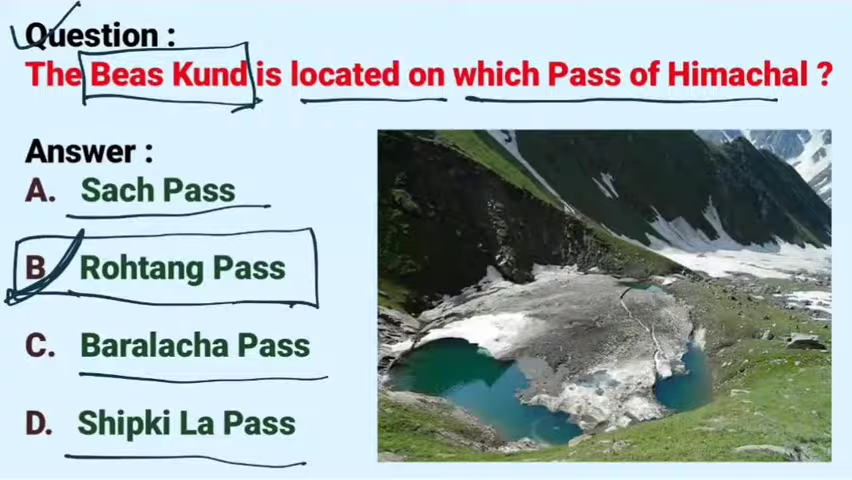 Question :
The Beas Kund is located on which Pass of Himachal ?
Answer :
A. Sach Pass
B. Rohtang Pass
C. Baralacha Pass
D. Shipki La Pass